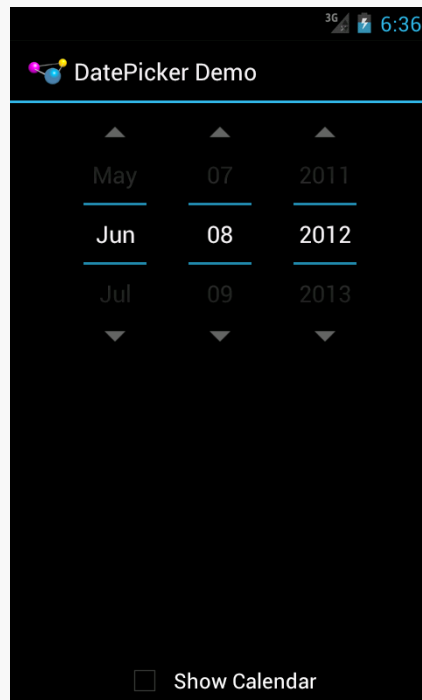 3G 6:36
DatePicker Demo
May 07 2011
Jun 08 2012
Jul 09 2013
Show Calendar